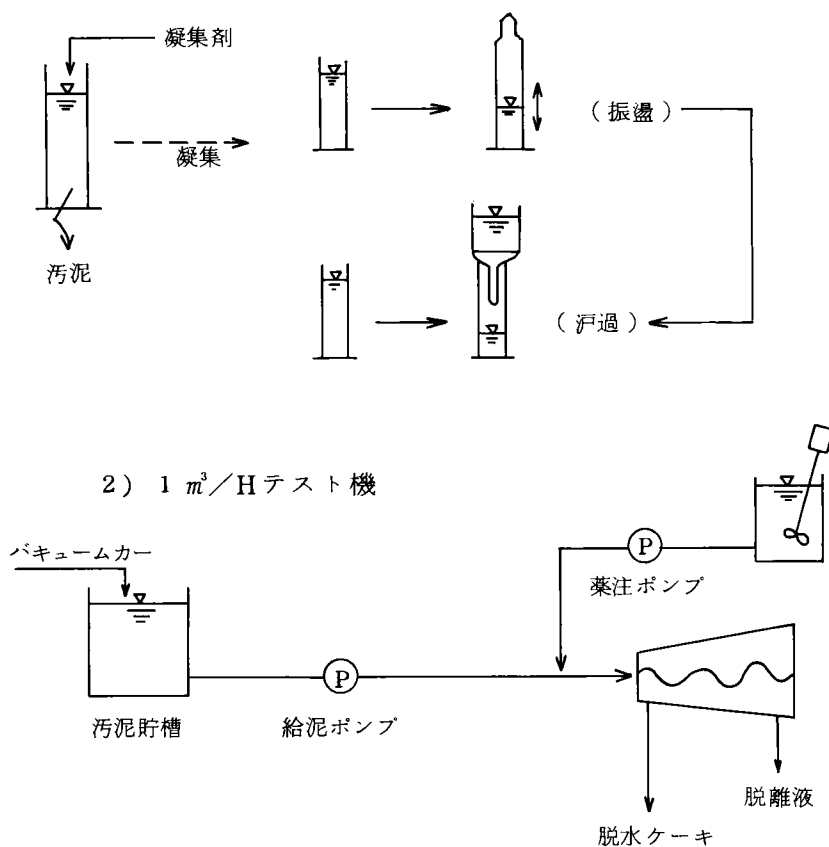 凝集剤
(振盪)
凝集
汚泥
(沪過)
2) 1 m³/Hテスト機
バキュームカー
P
薬注ポンプ
P
汚泥貯槽
給泥ポンプ
脱離液
脱水ケーキ